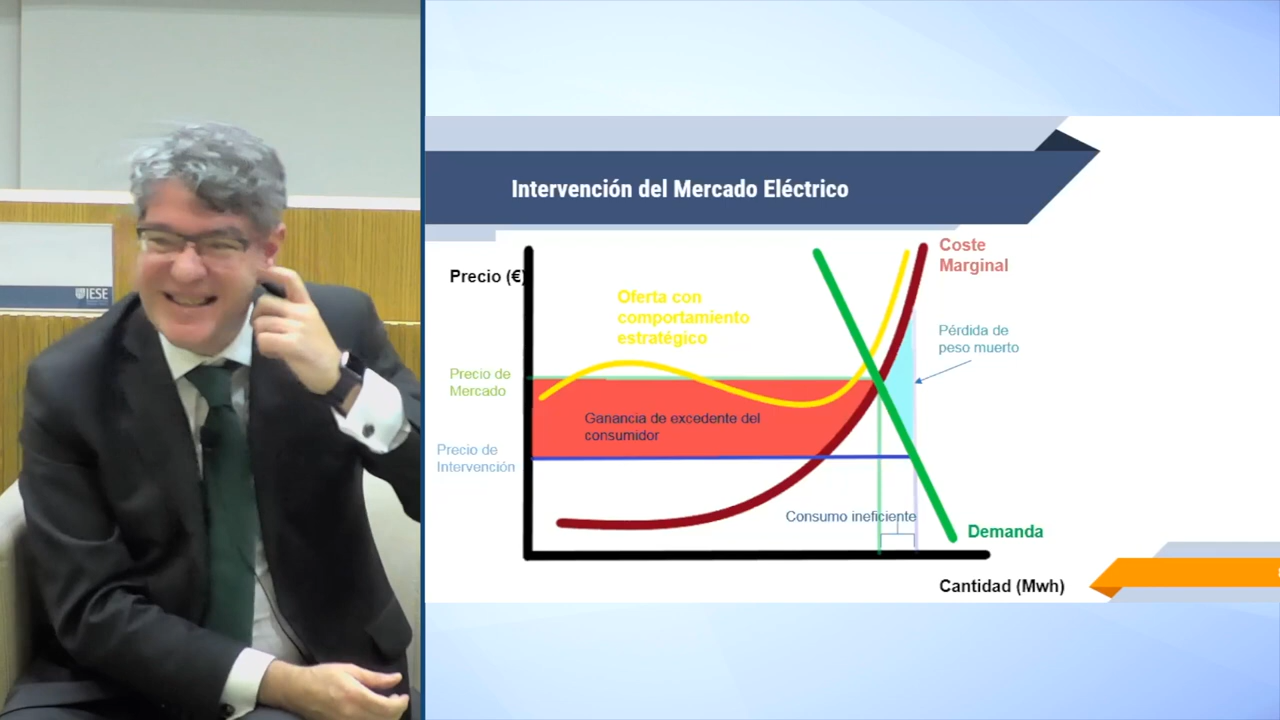 IESE
Intervención del Mercado Eléctrico
Precio (€)
Coste
Marginal
Oferta con
comportamiento
estratégico
Pérdida de
peso muerto
Precio de
Mercado
Ganancia de excedente del
consumidor
Precio de
Intervención
Consumo ineficiente
Demanda
Cantidad (Mwh)